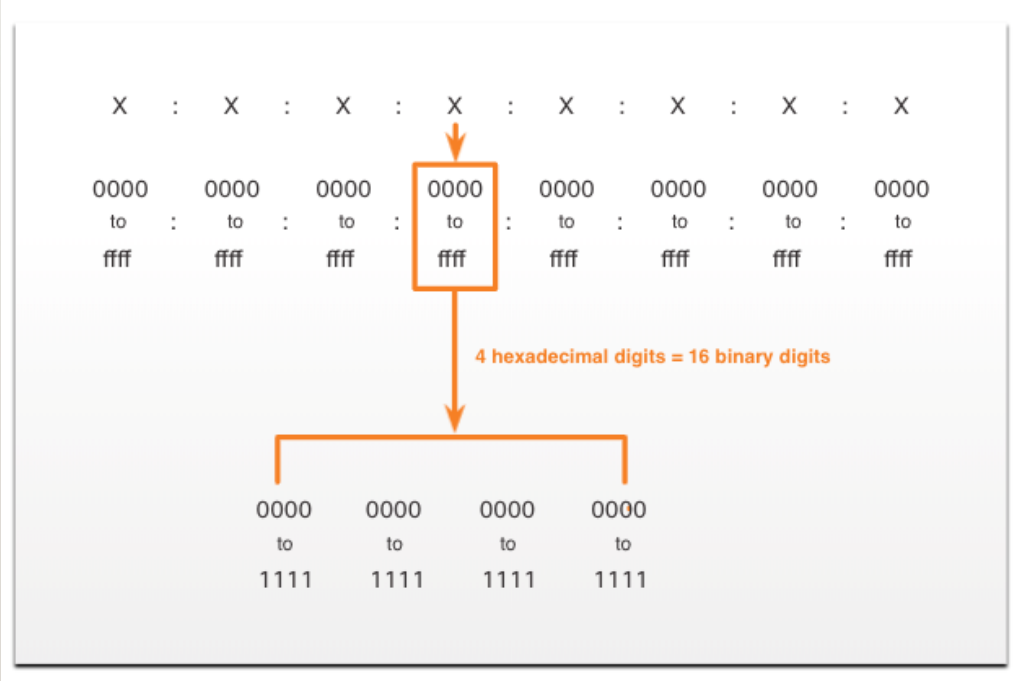 X : X : X : X : X : X : X : X
0000 0000 0000 0000 0000 0000 0000 0000
to : to : to : to : to : to : to : to
ffff ffff ffff ffff ffff ffff ffff ffff
4 hexadecimal digits = 16 binary digits
0000 0000 0000 0000
to to to to
1111 1111 1111 1111